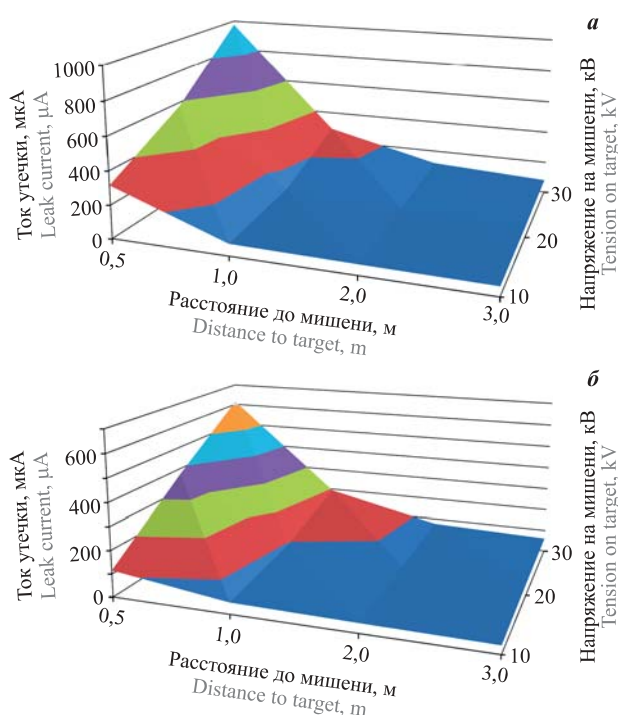 а
1000
800
600
400
200
0
Ток утечки, мкА
Leak current, µA
0,5
1,0
2,0
3,0
Расстояние до мишени, м
Distance to target, m
10
20
30
Напряжение на мишени, кВ
Tension on target, kV
б
600
400
200
0
Ток утечки, мкА
Leak current, µA
0,5
1,0
2,0
3,0
Расстояние до мишени, м
Distance to target, m
10
20
30
Напряжение на мишени, кВ
Tension on target, kV